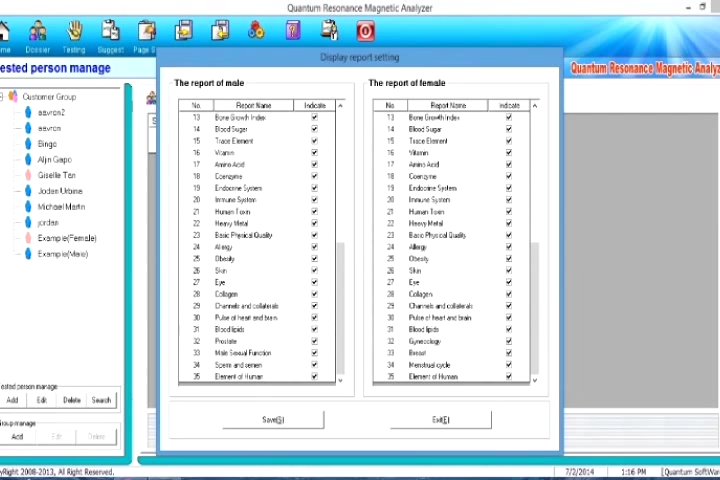 Quantum Resonance Magnetic Analyzer
Dossier Testing Suggest Page S
ested person manage
Quantum Resonance Magnetic Analyz
Display report setting
Customer Group
aavron2
aavron
Bingo
Aljin Gapo
Giselle Tan
Joden Urbina
Michael Martin
jordan
Example(Female)
Example(Male)
ested person manage
Add Edit Delete Search
roup manage
Add Edit Delete
The report of male
No. Report Name Indicate
13 Bone Growth Index
14 Blood Sugar
15 Trace Element
16 Vitamin
17 Amino Acid
18 Coenzyme
19 Endocrine System
20 Immune System
21 Human Toxin
22 Heavy Metal
23 Basic Physical Quality
24 Allergy
25 Obesity
26 Skin
27 Eye
28 Collagen
29 Channels and collaterals
30 Pulse of heart and brain
31 Blood lipids
32 Prostate
33 Male Sexual Function
34 Sperm and semen
35 Element of Human
The report of female
No. Report Name Indicate
13 Bone Growth Index
14 Blood Sugar
15 Trace Element
16 Vitamin
17 Amino Acid
18 Coenzyme
19 Endocrine System
20 Immune System
21 Human Toxin
22 Heavy Metal
23 Basic Physical Quality
24 Allergy
25 Obesity
26 Skin
27 Eye
28 Collagen
29 Channels and collaterals
30 Pulse of heart and brain
31 Blood lipids
32 Gynecology
33 Breast
34 Menstrual cycle
35 Element of Human
Save(S) Exit(E)
yRight 2008-2013, All Right Reserved.
7/2/2014 1:16 PM [Quantum SoftWar